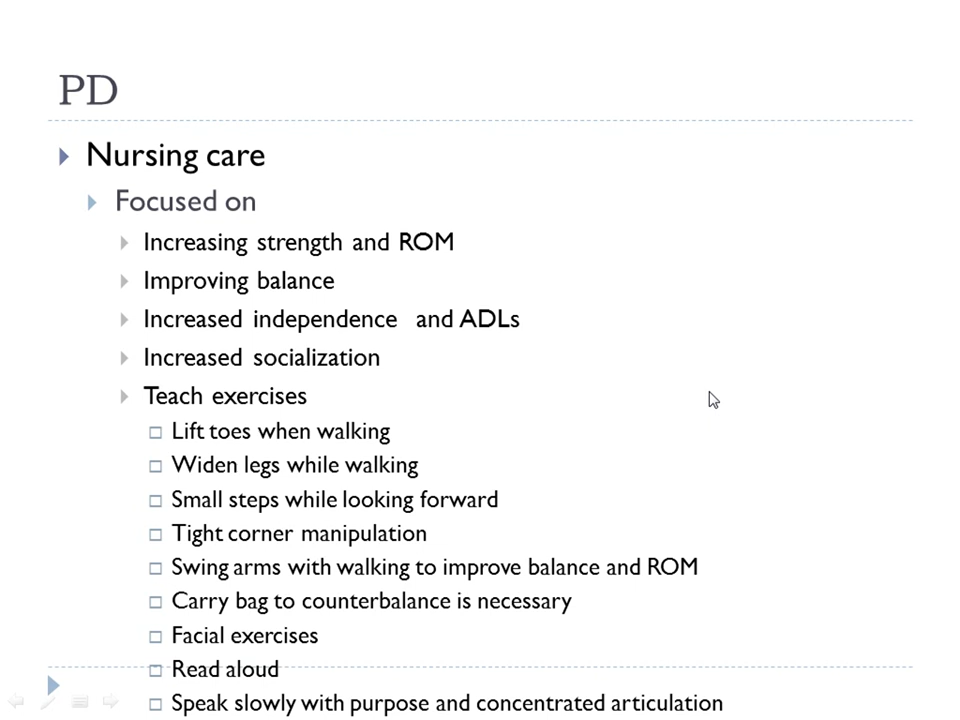 PD
Nursing care
Focused on
Increasing strength and ROM
Improving balance
Increased independence and ADLs
Increased socialization
Teach exercises
Lift toes when walking
Widen legs while walking
Small steps while looking forward
Tight corner manipulation
Swing arms with walking to improve balance and ROM
Carry bag to counterbalance is necessary
Facial exercises
Read aloud
Speak slowly with purpose and concentrated articulation